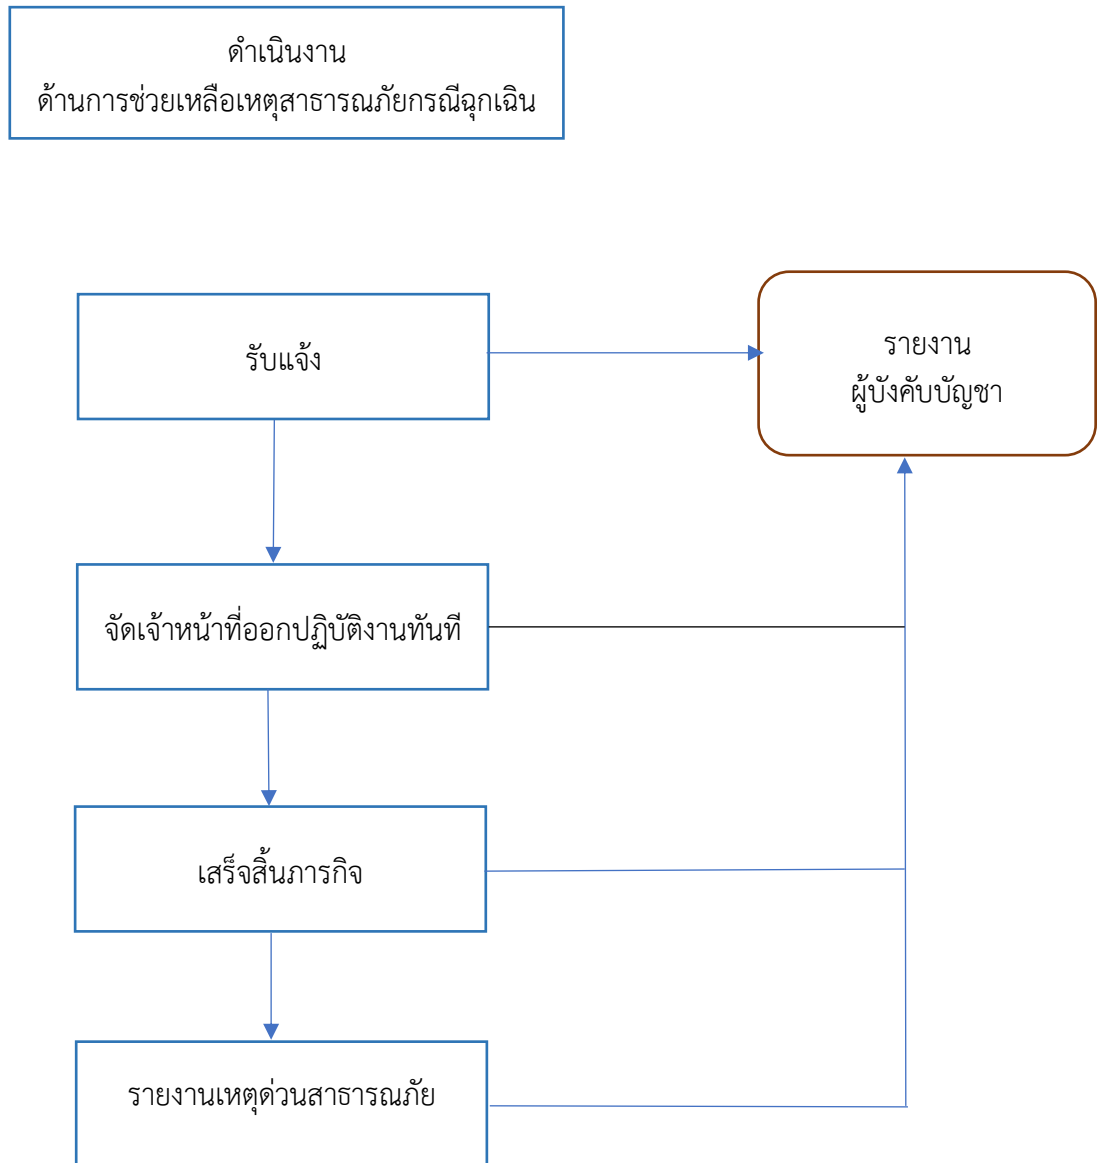 ดำเนินงาน
ด้านการช่วยเหลือเหตุสาธารณภัยกรณีฉุกเฉิน
รับแจ้ง
รายงาน
ผู้บังคับบัญชา
จัดเจ้าหน้าที่ออกปฏิบัติงานทันที
เสร็จสิ้นภารกิจ
รายงานเหตุด่วนสาธารณภัย